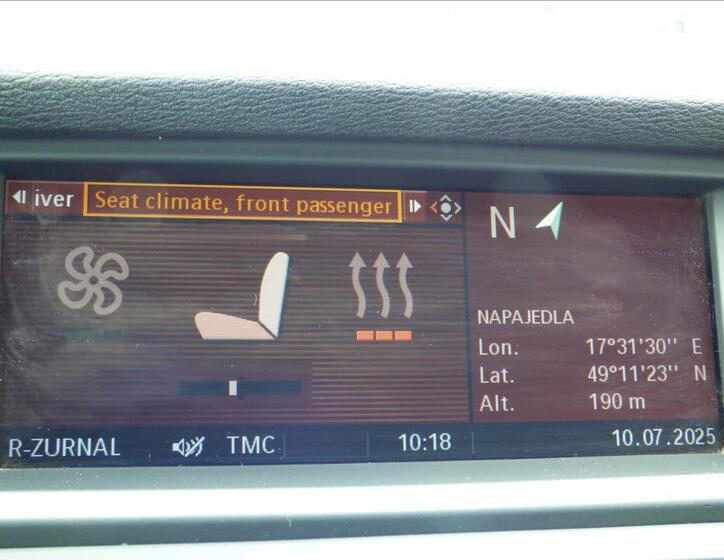 iver Seat climate, front passenger
N
NAPAJEDLA
Lon. 17°31'30'' E
Lat. 49°11'23'' N
Alt. 190 m
R-ZURNAL TMC 10:18 10.07.2025